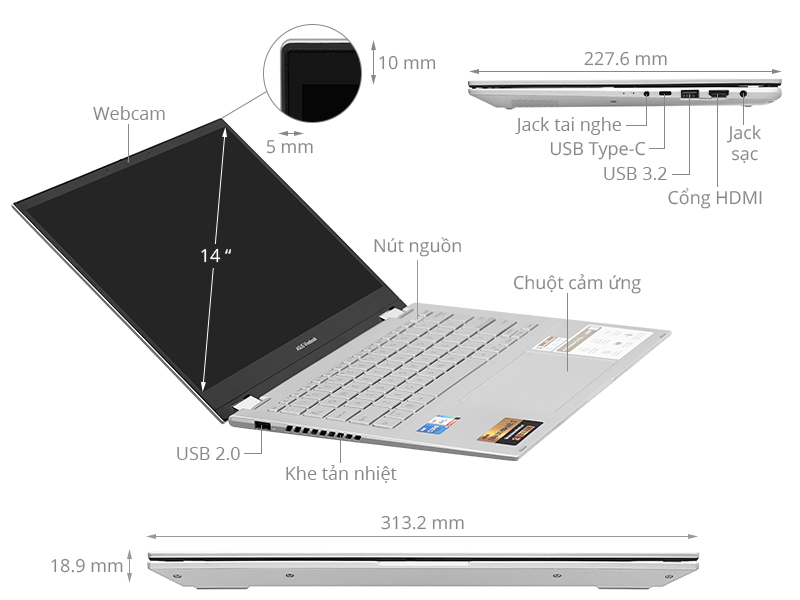 10 mm
5 mm
Webcam
227.6 mm
Jack tai nghe
USB Type-C
USB 3.2
Cổng HDMI
Jack
sạc
14 “
Nút nguồn
Chuột cảm ứng
USB 2.0
Khe tản nhiệt
313.2 mm
18.9 mm